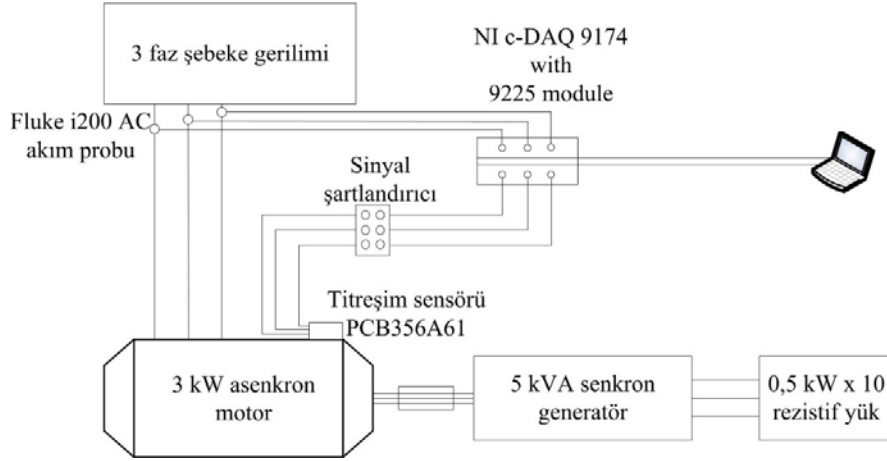 3 faz şebeke gerilimi
NI c-DAQ 9174
with
9225 module
Fluke i200 AC
akım probu
Sinyal
şartlandırıcı
Titreşim sensörü
PCB356A61
3 kW asenkron
motor
5 kVA senkron
generatör
0,5 kW x 10
rezistif yük